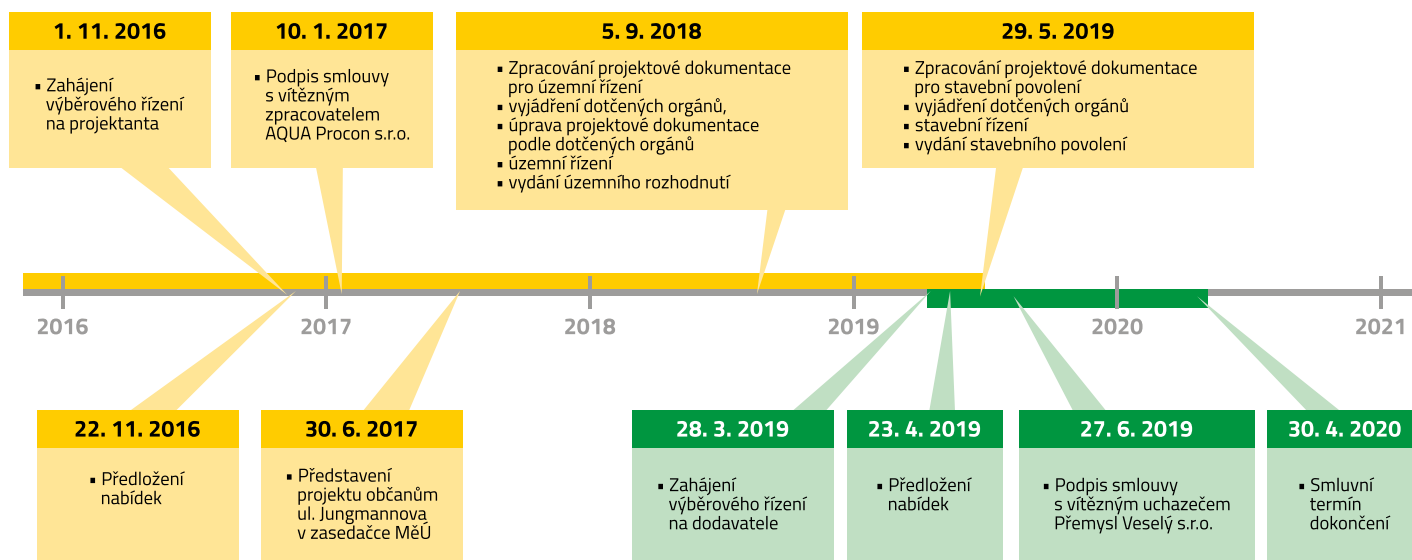 1. 11. 2016
▪ Zahájení
výběrového řízení
na projektanta
10. 1. 2017
▪ Podpis smlouvy
s vítězným
zpracovatelem
AQUA Procon s.r.o.
5. 9. 2018
▪ Zpracování projektové dokumentace
pro územní řízení
▪ vyjádření dotčených orgánů,
▪ úprava projektové dokumentace
podle dotčených orgánů
▪ územní řízení
▪ vydání územního rozhodnutí
29. 5. 2019
▪ Zpracování projektové dokumentace
pro stavební povolení
▪ vyjádření dotčených orgánů
▪ stavební řízení
▪ vydání stavebního povolení
2016
2017
2018
2019
2020
2021
22. 11. 2016
▪ Předložení
nabídek
30. 6. 2017
▪ Představení
projektu občanům
ul. Jungmannova
v zasedačce MěÚ
28. 3. 2019
▪ Zahájení
výběrového řízení
na dodavatele
23. 4. 2019
▪ Předložení
nabídek
27. 6. 2019
▪ Podpis smlouvy
s vítězným uchazečem
Přemysl Veselý s.r.o.
30. 4. 2020
▪ Smluvní
termín
dokončení